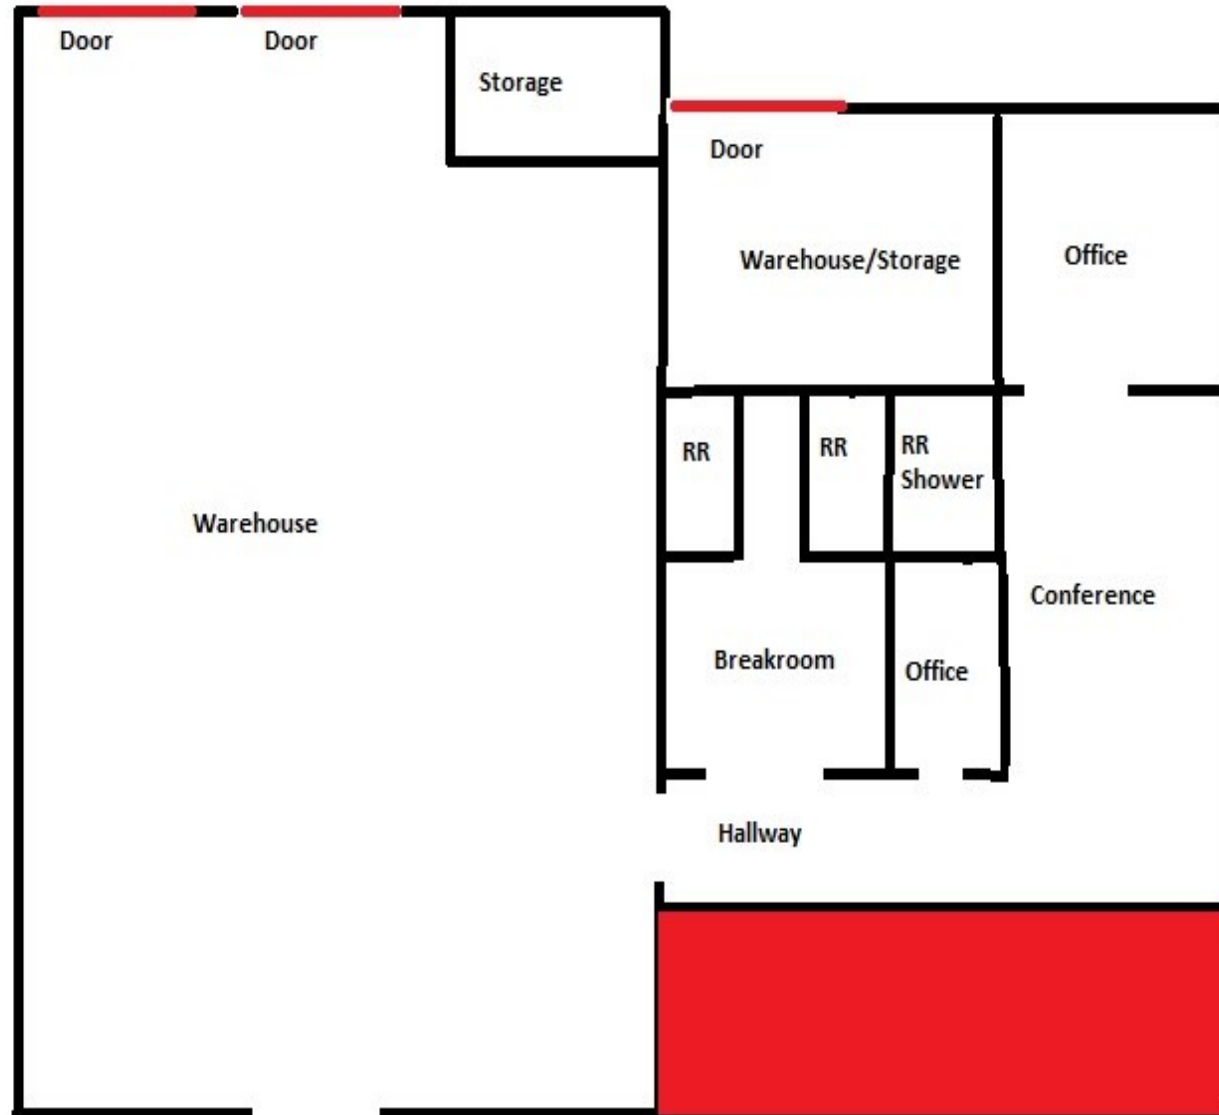 Door
Door
Storage
Door
Warehouse/Storage
Office
RR
RR
RR
Shower
Warehouse
Conference
Breakroom
Office
Hallway